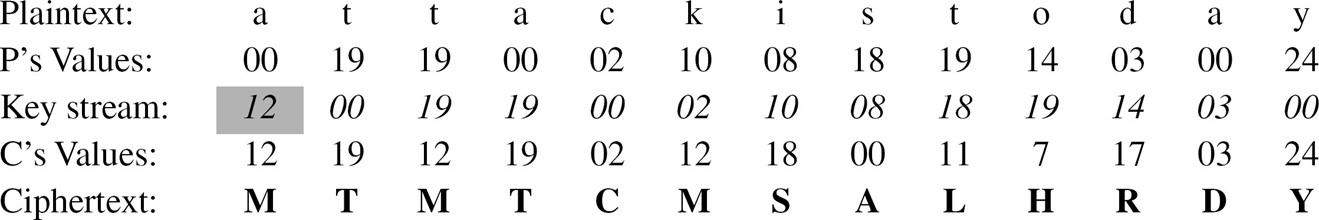 Plaintext: a t t a c k i s t o d a y
P's Values: 00 19 19 00 02 10 08 18 19 14 03 00 24
Key stream: 12 00 19 19 00 02 10 08 18 19 14 03 00
C's Values: 12 19 12 19 02 12 18 00 11 7 17 03 24
Ciphertext: M T M T C M S A L H R D Y